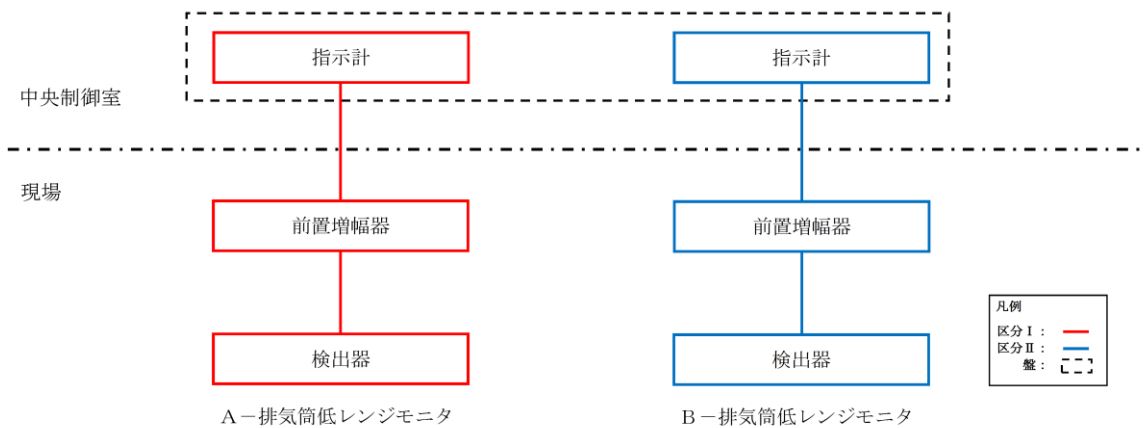 指示計
指示計
中央制御室
現場
前置増幅器
前置増幅器
検出器
検出器
凡例
区分Ⅰ：
区分Ⅱ：
盤：
A－排気筒低レンジモニタ
B－排気筒低レンジモニタ